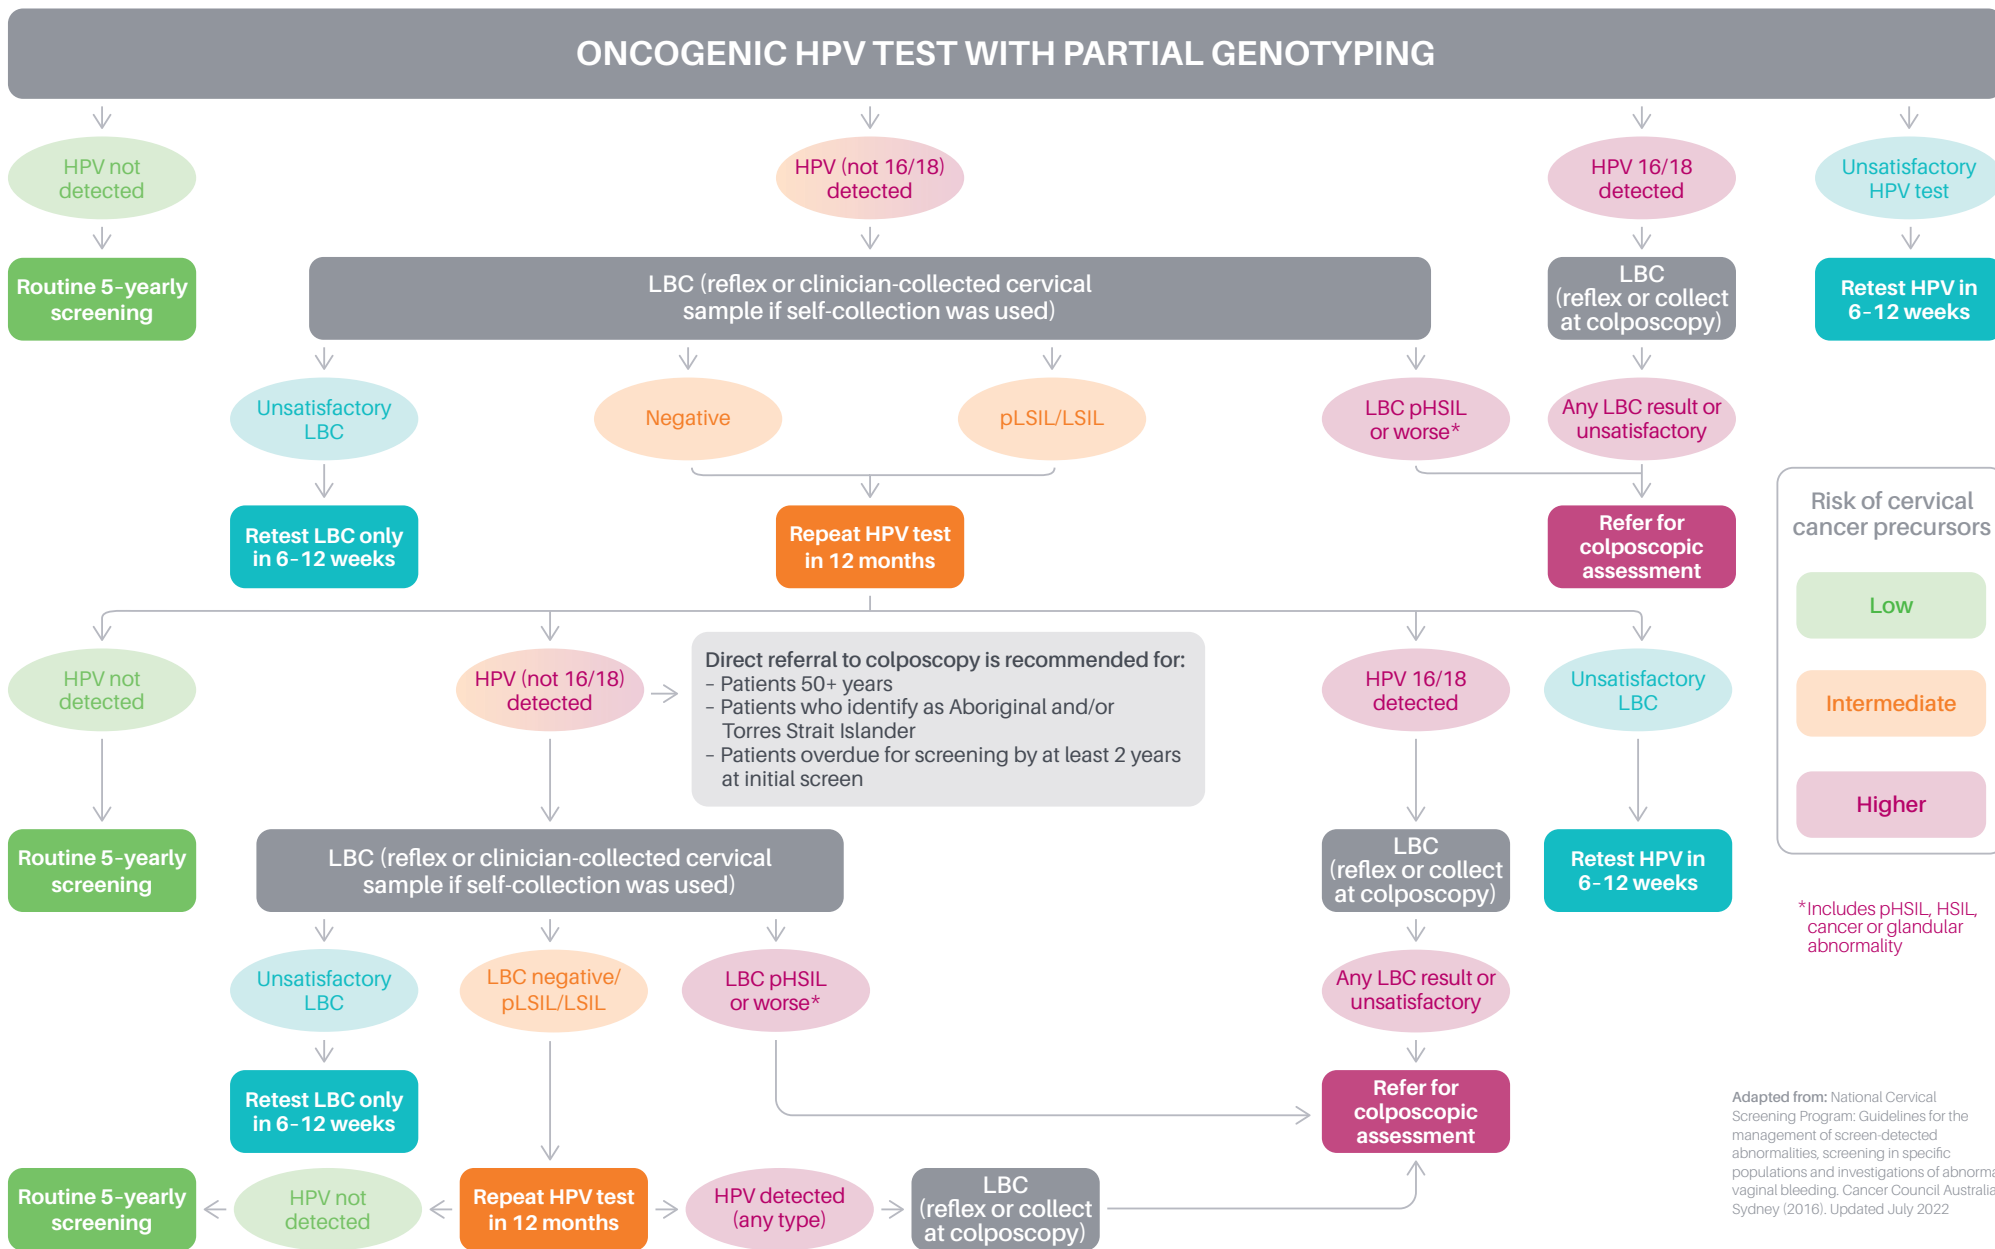 ONCOGENIC HPV TEST WITH PARTIAL GENOTYPING
HPV not
detected
HPV (not 16/18)
detected
HPV 16/18
detected
Unsatisfactory
HPV test
Routine 5-yearly
screening
LBC (reflex or clinician-collected cervical
sample if self-collection was used)
LBC
(reflex or collect
at colposcopy)
Retest HPV in
6-12 weeks
Unsatisfactory
LBC
Negative
pLSIL/LSIL
LBC pHSIL
or worse*
Any LBC result or
unsatisfactory
Retest LBC only
in 6-12 weeks
Repeat HPV test
in 12 months
Refer for
colposcopic
assessment
Risk of cervical
cancer precursors
Low
Intermediate
Higher
*Includes pHSIL, HSIL,
cancer or glandular
abnormality
HPV not
detected
HPV (not 16/18)
detected
Direct referral to colposcopy is recommended for:
- Patients 50+ years
- Patients who identify as Aboriginal and/or
Torres Strait Islander
- Patients overdue for screening by at least 2 years
at initial screen
HPV 16/18
detected
Unsatisfactory
LBC
Routine 5-yearly
screening
LBC (reflex or clinician-collected cervical
sample if self-collection was used)
LBC
(reflex or collect
at colposcopy)
Retest HPV in
6-12 weeks
Unsatisfactory
LBC
LBC negative/
pLSIL/LSIL
LBC pHSIL
or worse*
Any LBC result or
unsatisfactory
Retest LBC only
in 6-12 weeks
Refer for
colposcopic
assessment
Routine 5-yearly
screening
HPV not
detected
Repeat HPV test
in 12 months
HPV detected
(any type)
LBC
(reflex or collect
at colposcopy)
Adapted from: National Cervical
Screening Program: Guidelines for the
management of screen-detected
abnormalities, screening in specific
populations and investigations of abnorma
vaginal bleeding. Cancer Council Australia
Sydney (2016). Updated July 2022